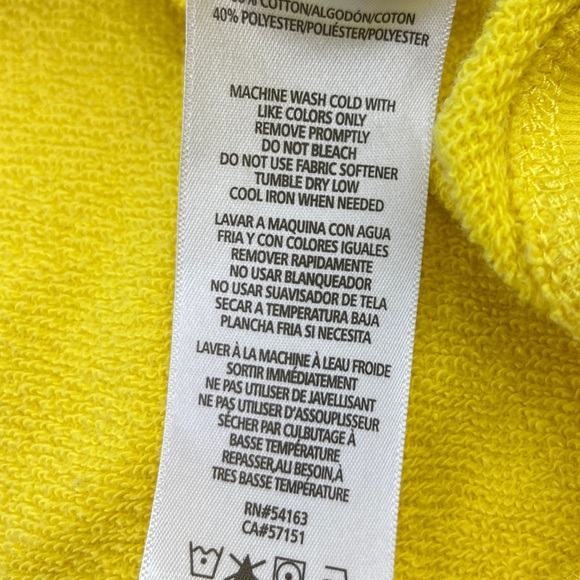 COTTON/ALGODÓN/COTON
40% POLYESTER/POLIÉSTER/POLYESTER
MACHINE WASH COLD WITH
LIKE COLORS ONLY
REMOVE PROMPTLY
DO NOT BLEACH
DO NOT USE FABRIC SOFTENER
TUMBLE DRY LOW
COOL IRON WHEN NEEDED
LAVAR A MAQUINA CON AGUA
FRIA Y CON COLORES IGUALES
REMOVER RAPIDAMENTE
NO USAR BLANQUEADOR
NO USAR SUAVISADOR DE TELA
SECAR A TEMPERATURA BAJA
PLANCHA FRIA SI NECESITA
LAVER À LA MACHINE À LEAU FROIDE
SORTIR IMMÉDIATEMENT
NE PAS UTILISER DE JAVELLISANT
NE PAS UTILISER D'ASSOUPLISSEUR
SÉCHER PAR CULBUTAGE À
BASSE TEMPÉRATURE
REPASSER,AU BESOIN,À
TRES BASSE TEMPÉRATURE
RN#54163
CA#57151